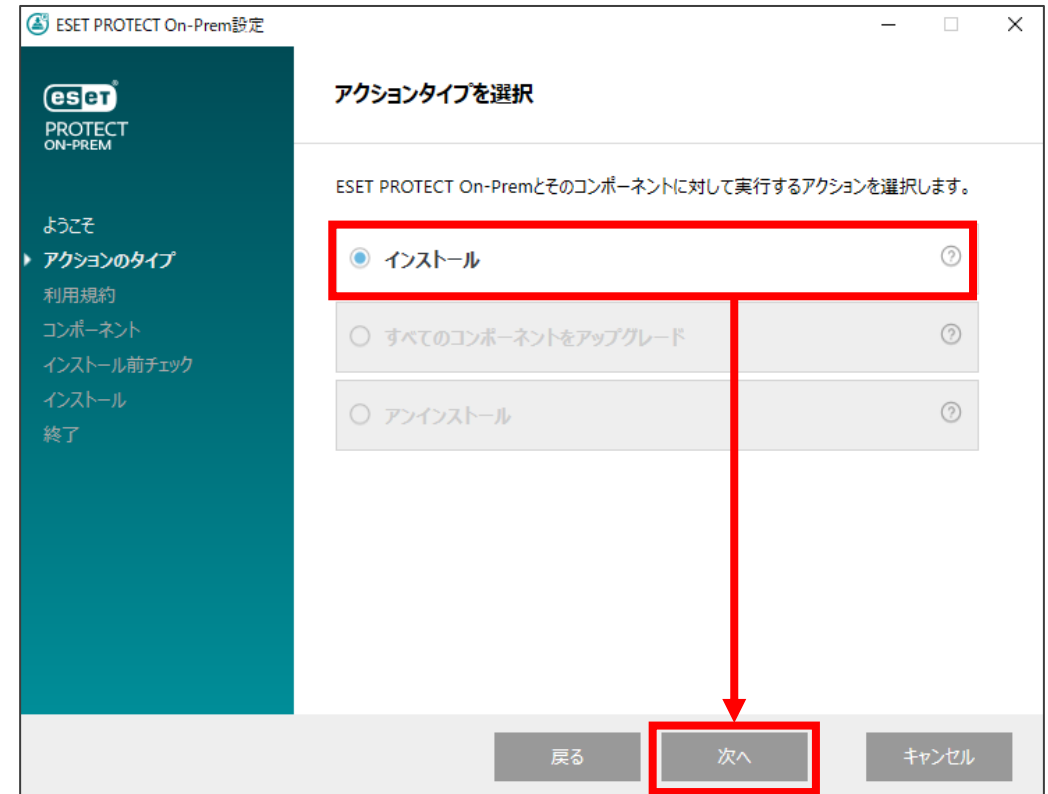 ESET PROTECT On-Prem設定
eseT
PROTECT
ON-PREM
ようこそ
アクションのタイプ
利用規約
コンポーネント
インストール前チェック
インストール
終了
アクションタイプを選択
ESET PROTECT On-Premとそのコンポーネントに対して実行するアクションを選択します。
インストール
すべてのコンポーネントをアップグレード
アンインストール
戻る
次へ
キャンセル